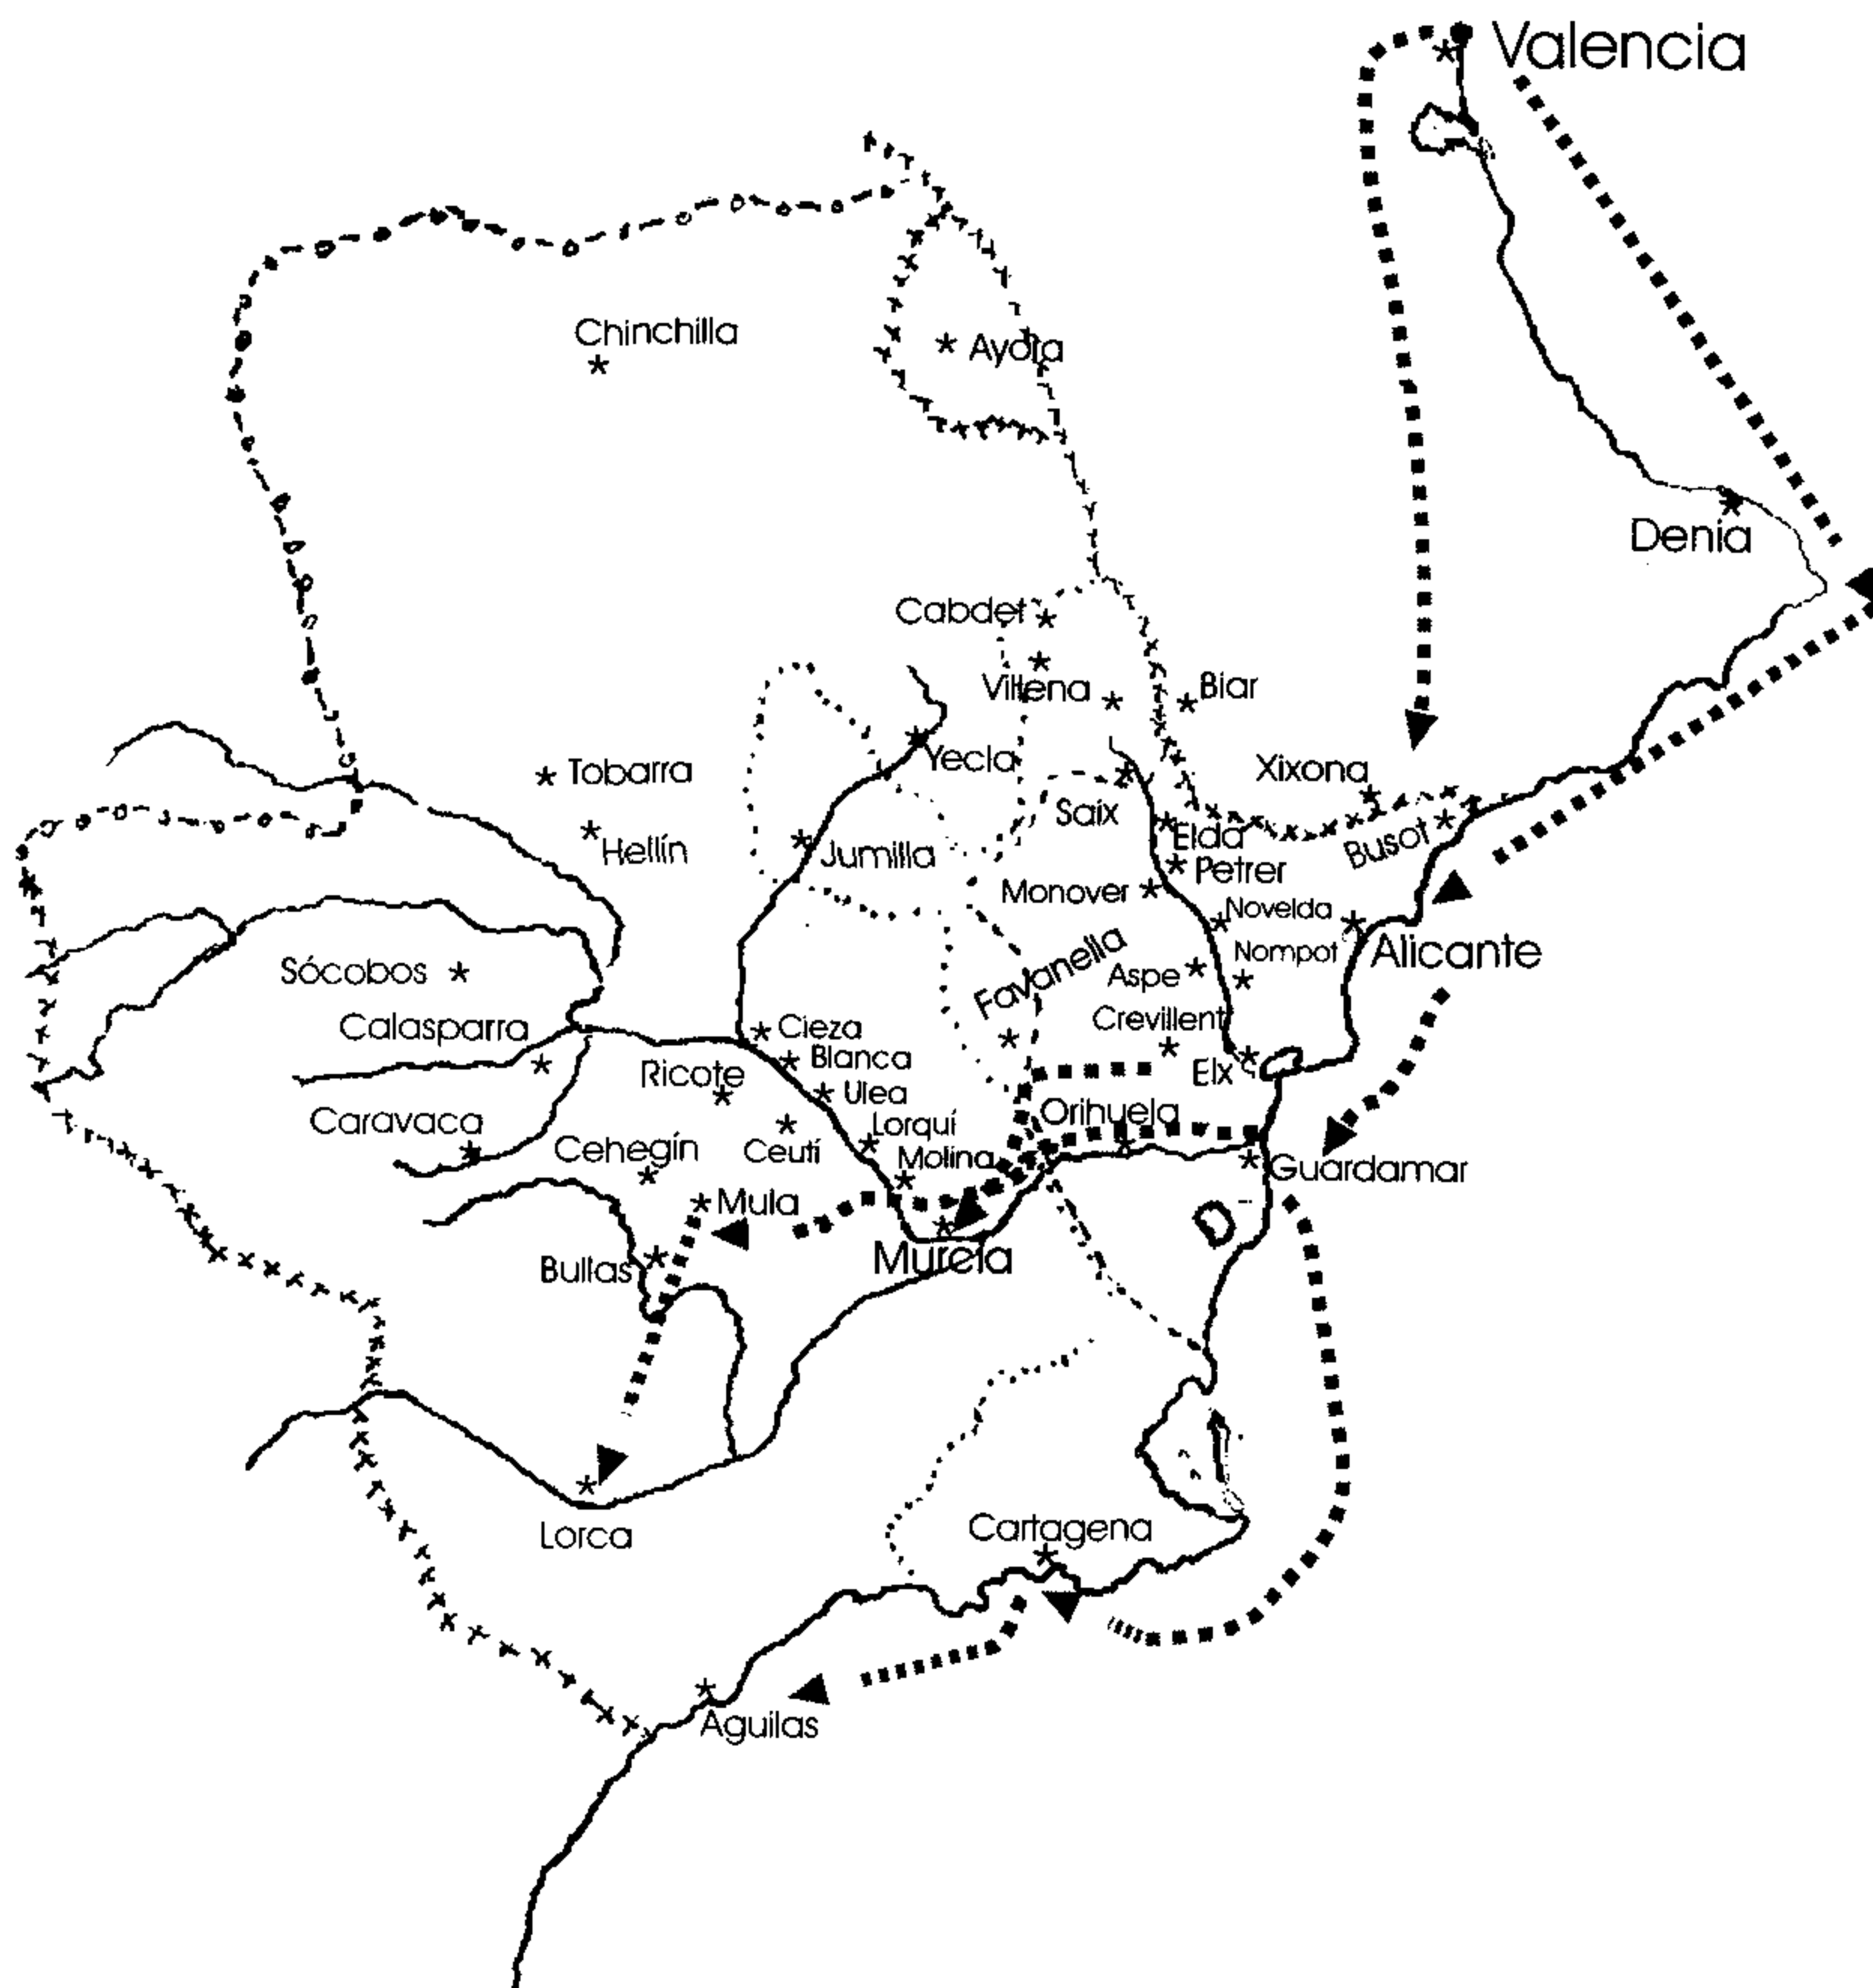 Valencia
Chinchilla
Ayora
Denia
Cabdet
Villena
Biar
Yecla
Tobarra
Xixona
Saix
Hellín
Jumilla
Elda
Busot
Petrer
Monover
Novelda
Favanella
Nompot
Alicante
Sócobos
Aspe
Calasparra
Cieza
Crevillent
Blanca
Ricote
Elx
Ulea
Caravaca
Lorquí
Orihuela
Cehegín
Ceutí
Molina
Guardamar
Mula
Bullas
Murcia
Lorca
Cartagena
Aguilas